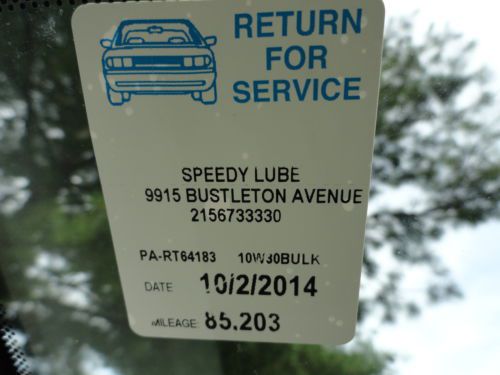 RETURN
FOR
SERVICE
SPEEDY LUBE
9915 BUSTLETON AVENUE
2156733330
PA-RT64183 10W30BULK
DATE 10/2/2014
MILEAGE 85,203